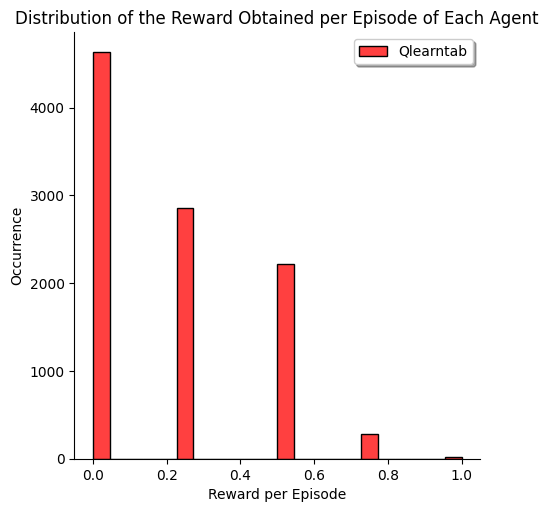 Distribution of the Reward Obtained per Episode of Each Agent
Qlearntab
4000
3000
2000
1000
0
Occurrence
0.0 0.2 0.4 0.6 0.8 1.0
Reward per Episode